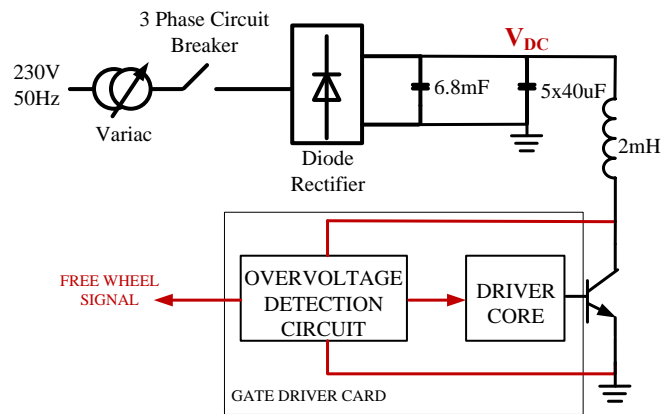 3 Phase Circuit
Breaker
230V
50Hz
Variac
Diode
Rectifier
6.8mF
V_DC
5x40uF
2mH
FREE WHEEL
SIGNAL
OVERVOLTAGE
DETECTION
CIRCUIT
DRIVER
CORE
GATE DRIVER CARD